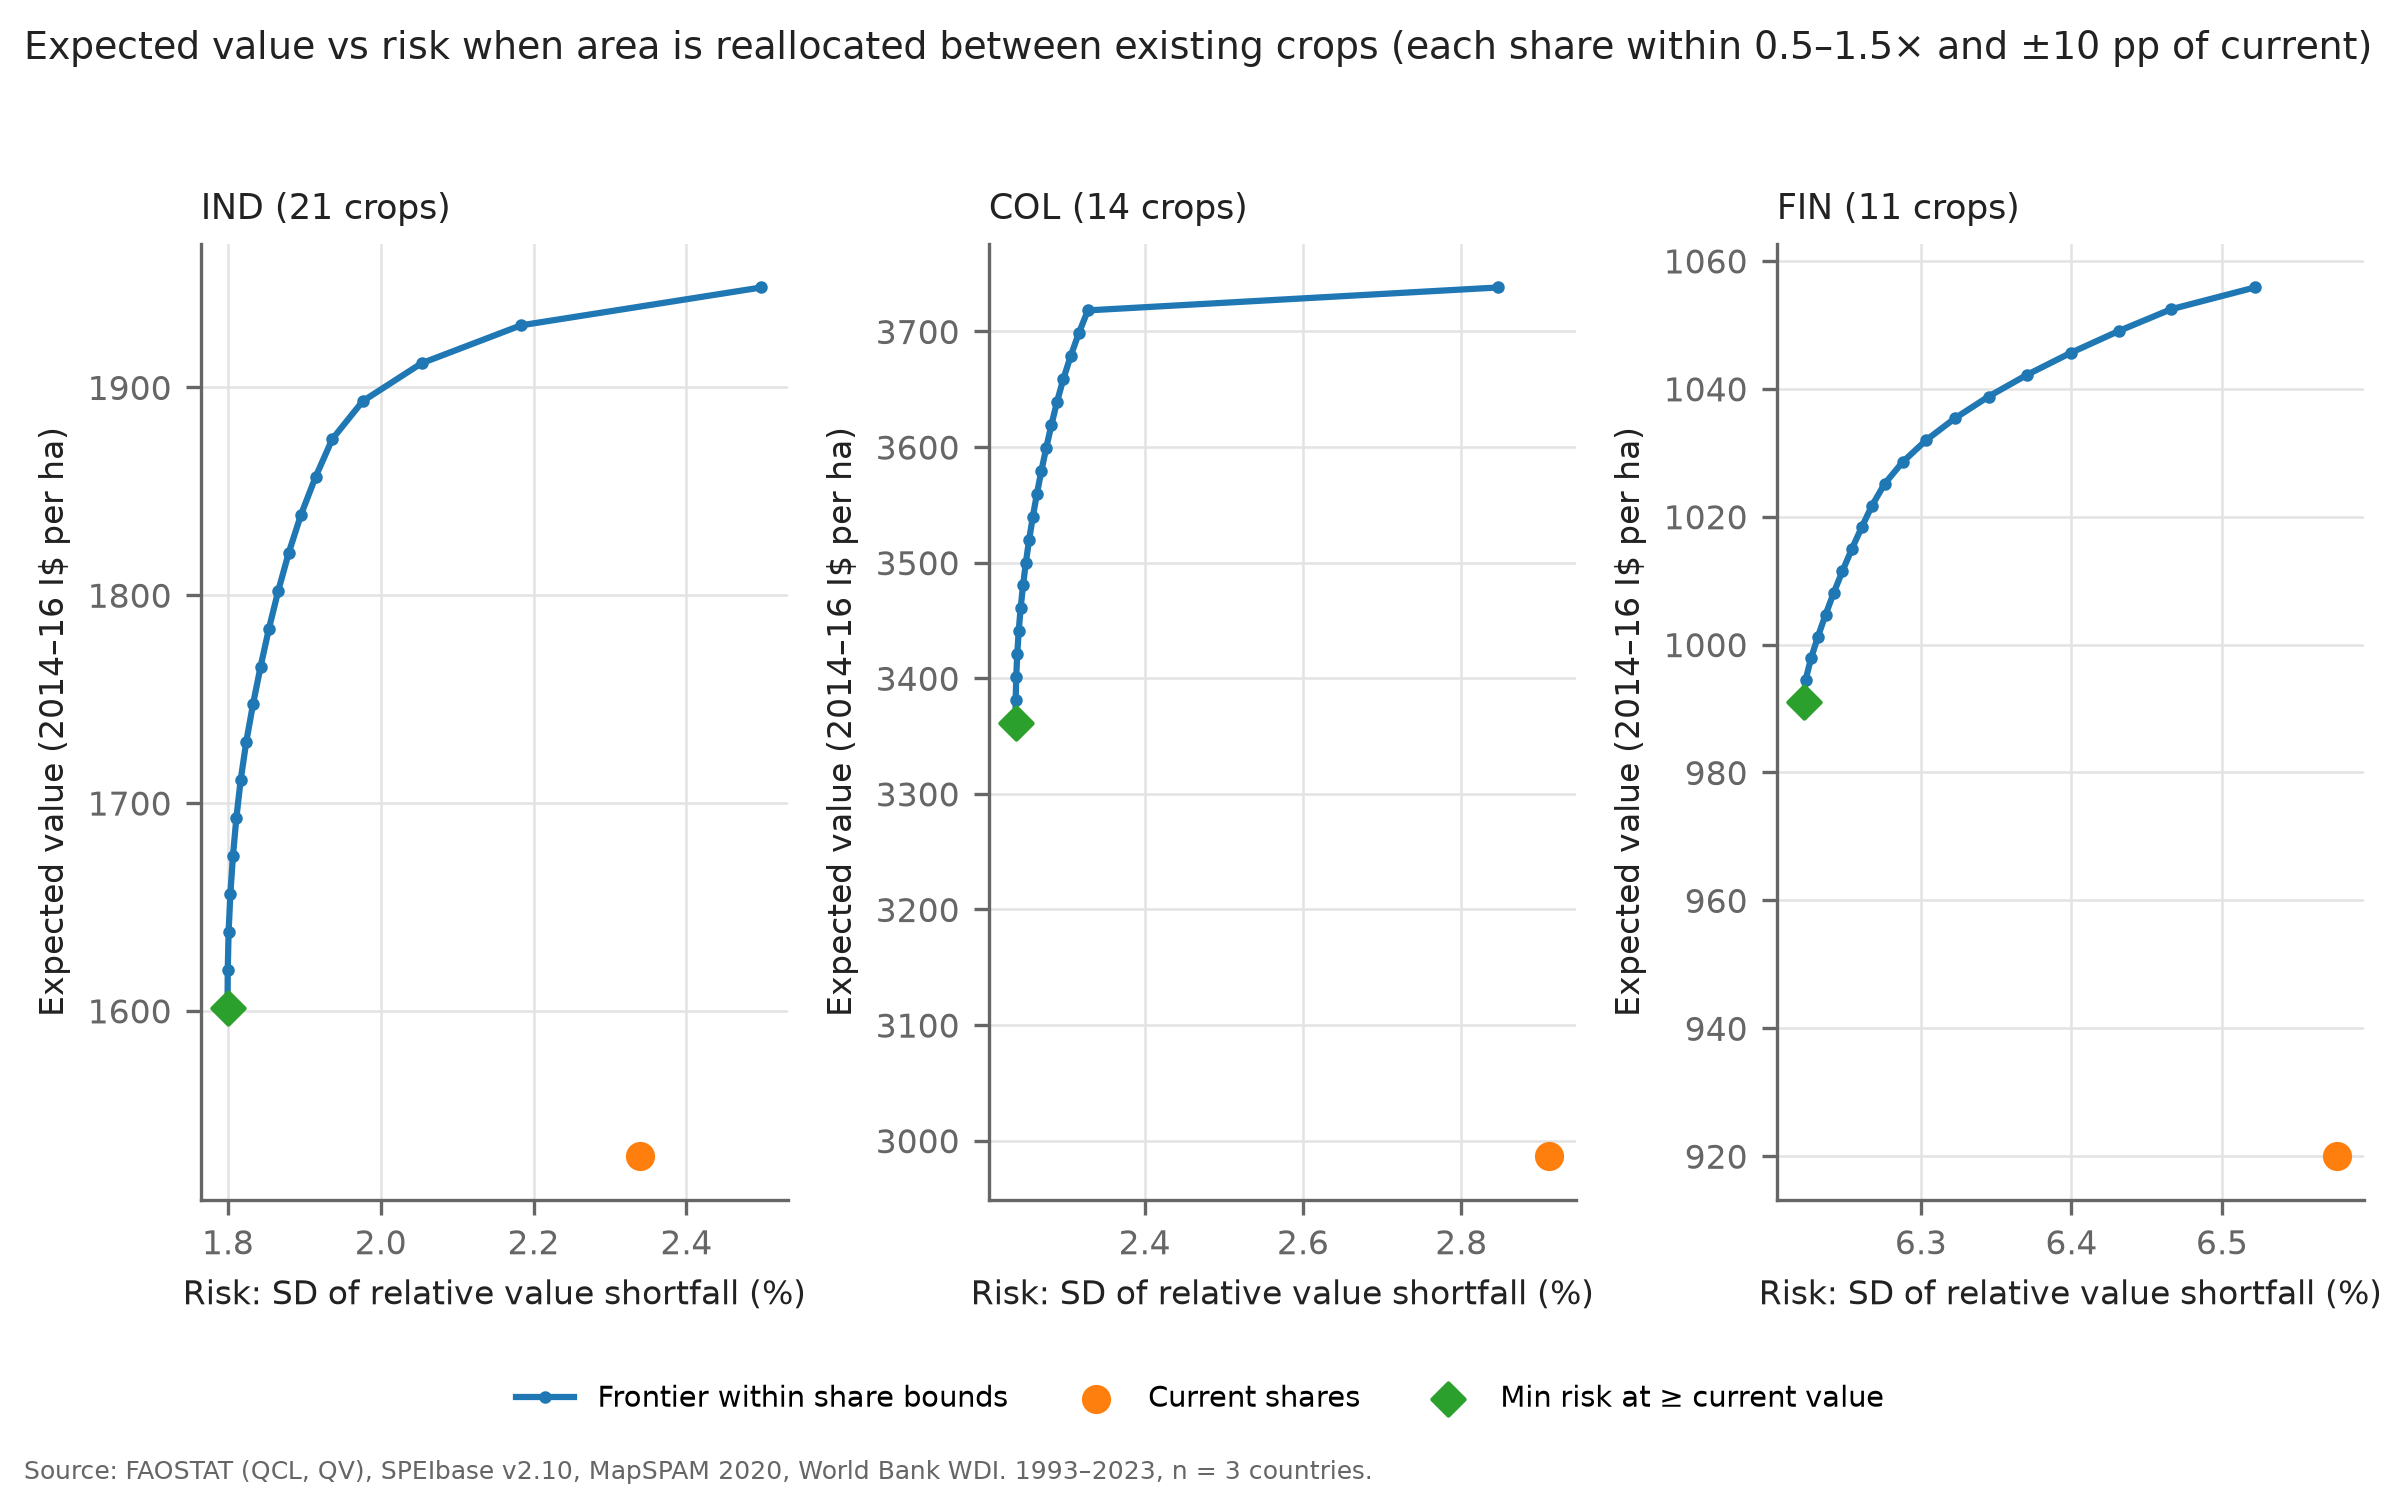 Expected value vs risk when area is reallocated between existing crops (each share within 0.5–1.5× and ±10 pp of current)
IND (21 crops)
Expected value (2014–16 I$ per ha)
1900
1800
1700
1600
1.8 2.0 2.2 2.4
Risk: SD of relative value shortfall (%)
COL (14 crops)
Expected value (2014–16 I$ per ha)
3700
3600
3500
3400
3300
3200
3100
3000
2.4 2.6 2.8
Risk: SD of relative value shortfall (%)
FIN (11 crops)
Expected value (2014–16 I$ per ha)
1060
1040
1020
1000
980
960
940
920
6.3 6.4 6.5
Risk: SD of relative value shortfall (%)
Frontier within share bounds Current shares Min risk at ≥ current value
Source: FAOSTAT (QCL, QV), SPEIbase v2.10, MapSPAM 2020, World Bank WDI. 1993–2023, n = 3 countries.